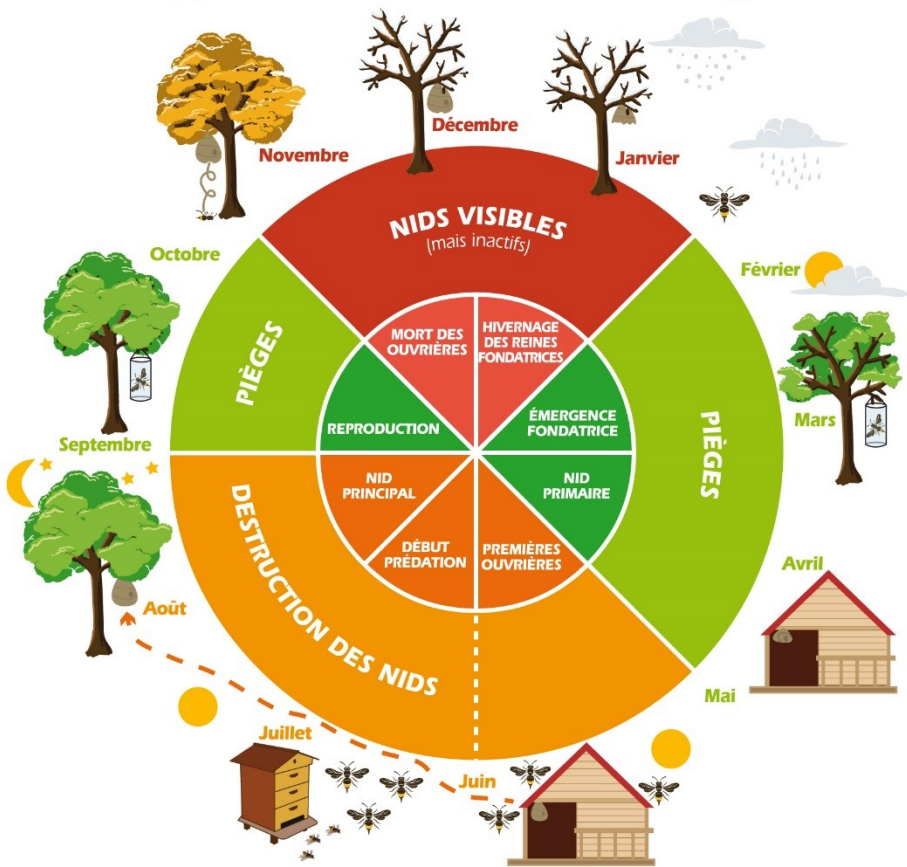 Décembre
Novembre
Janvier
NIDS VISIBLES
(mais inactifs)
Octobre
Février
PIÈGES
MORT DES
OUVRIÈRES
HIVERNAGE
DES REINES
FONDATRICES
REPRODUCTION
ÉMERGENCE
FONDATRICE
PIÈGES
Mars
Septembre
NID
PRINCIPAL
NID
PRIMAIRE
DÉBUT
PRÉDATION
PREMIÈRES
OUVRIÈRES
DESTRUCTION DES NIDS
Avril
Août
Mai
Juillet
Juin